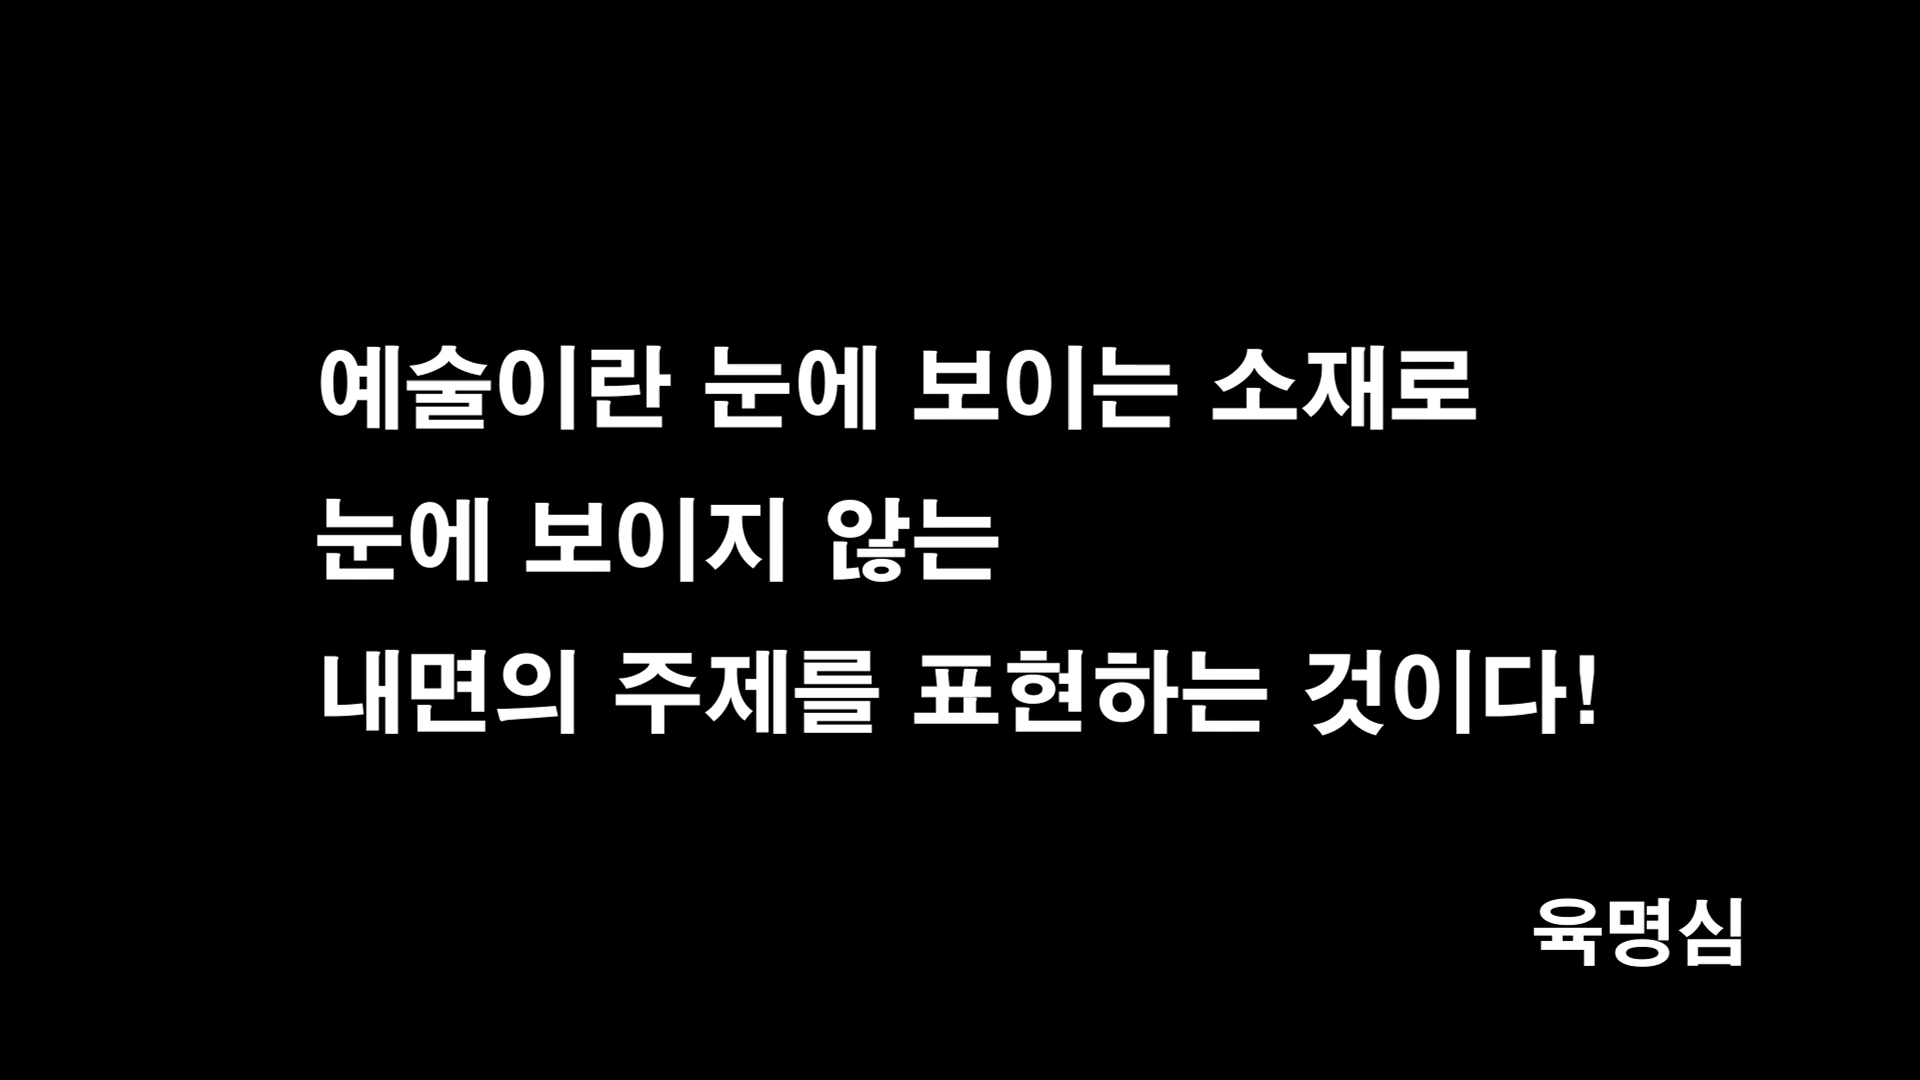 예술이란 눈에 보이는 소재로
눈에 보이지 않는
내면의 주제를 표현하는 것이다!
육명심